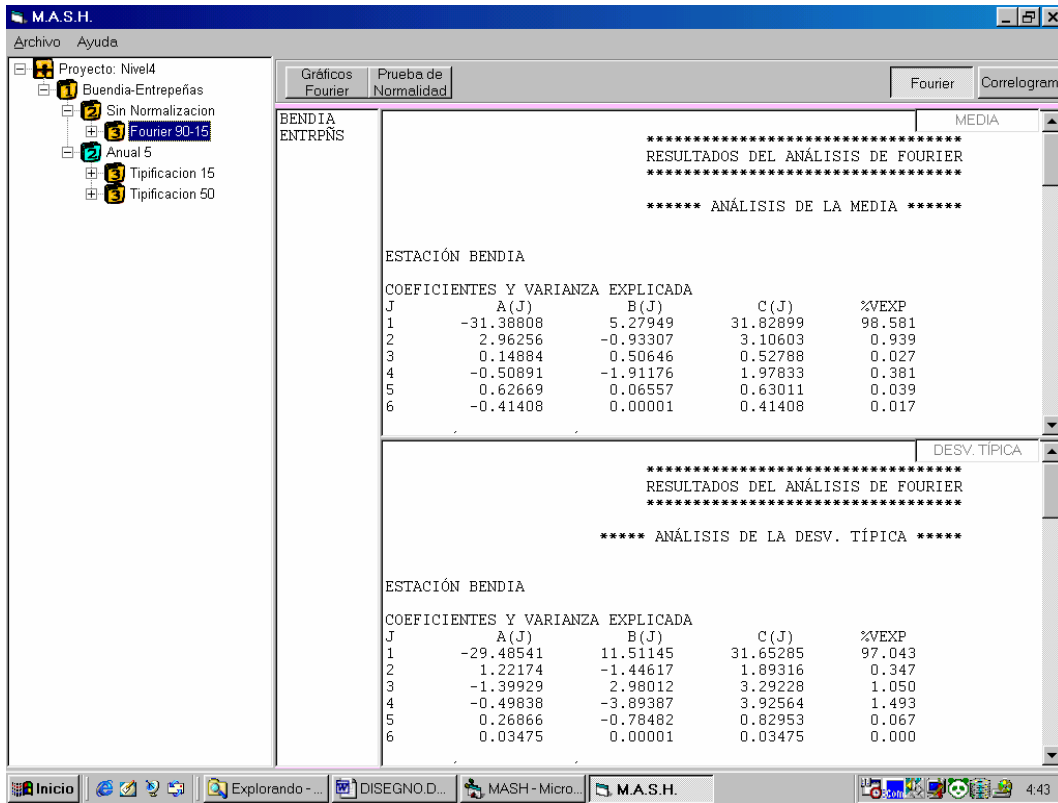 M.A.S.H.
Archivo Ayuda
Proyecto: Nivel4
1 Buendia-Entrepeñas
2 Sin Normalizacion
3 Fourier 90-15
2 Anual 5
3 Tipificacion 15
3 Tipificacion 50
Gráficos Fourier
Prueba de Normalidad
Fourier
Correlogram
BENDIA
ENTRPÑS
MEDIA
**********************************
RESULTADOS DEL ANÁLISIS DE FOURIER
**********************************
****** ANÁLISIS DE LA MEDIA ******
ESTACIÓN BENDIA
COEFICIENTES Y VARIANZA EXPLICADA
J A(J) B(J) C(J) %VEXP
1 -31.38808 5.27949 31.82899 98.581
2 2.96256 -0.93307 3.10603 0.939
3 0.14884 0.50646 0.52788 0.027
4 -0.50891 -1.91176 1.97833 0.381
5 0.62669 0.06557 0.63011 0.039
6 -0.41408 0.00001 0.41408 0.017
DESV. TÍPICA
**********************************
RESULTADOS DEL ANÁLISIS DE FOURIER
**********************************
***** ANÁLISIS DE LA DESV. TÍPICA *****
ESTACIÓN BENDIA
COEFICIENTES Y VARIANZA EXPLICADA
J A(J) B(J) C(J) %VEXP
1 -29.48541 11.51145 31.65285 97.043
2 1.22174 -1.44617 1.89316 0.347
3 -1.39929 2.98012 3.29228 1.050
4 -0.49838 -3.89387 3.92564 1.493
5 0.26866 -0.78482 0.82953 0.067
6 0.03475 0.00001 0.03475 0.000
Inicio
Explorando - ...
DISEGNO.D...
MASH - Micro...
M.A.S.H.
4:43